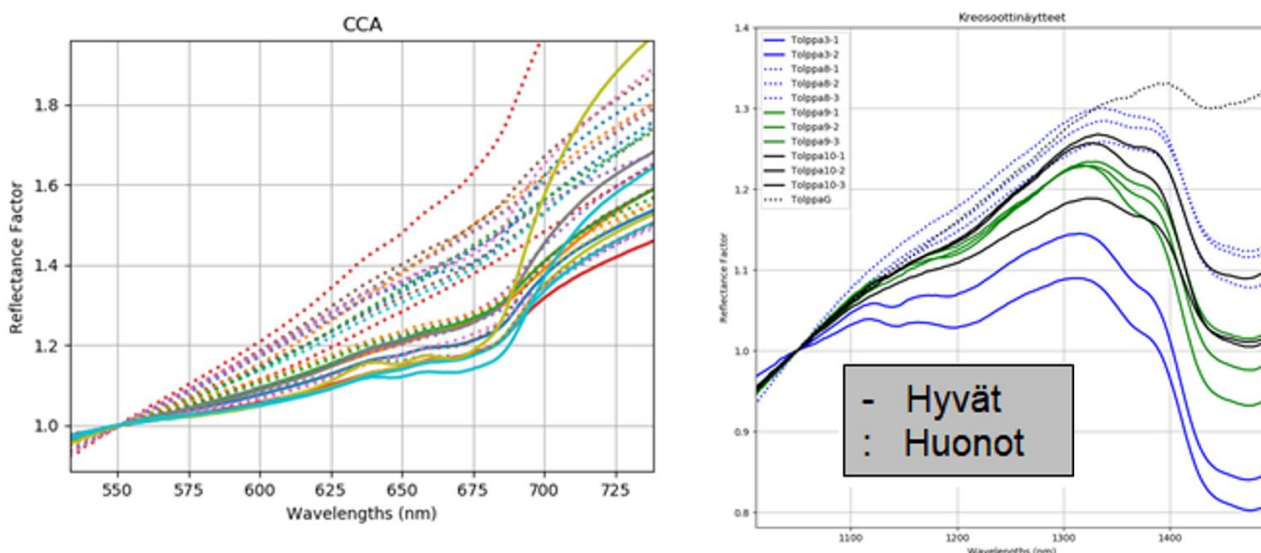 CCA
Reflectance Factor
1.8
1.6
1.4
1.2
1.0
550 575 600 625 650 675 700 725
Wavelengths (nm)
Kreosoottinäytteet
Reflectance Factor
1.4
1.3
1.2
1.1
1.0
0.9
0.8
Tolppa3-1
Tolppa3-2
Tolppa8-1
Tolppa8-2
Tolppa8-3
Tolppa9-1
Tolppa9-2
Tolppa9-3
Tolppa10-1
Tolppa10-2
Tolppa10-3
TolppaG
- Hyvät
: Huonot
1100 1200 1300 1400
Wavelengths (nm)